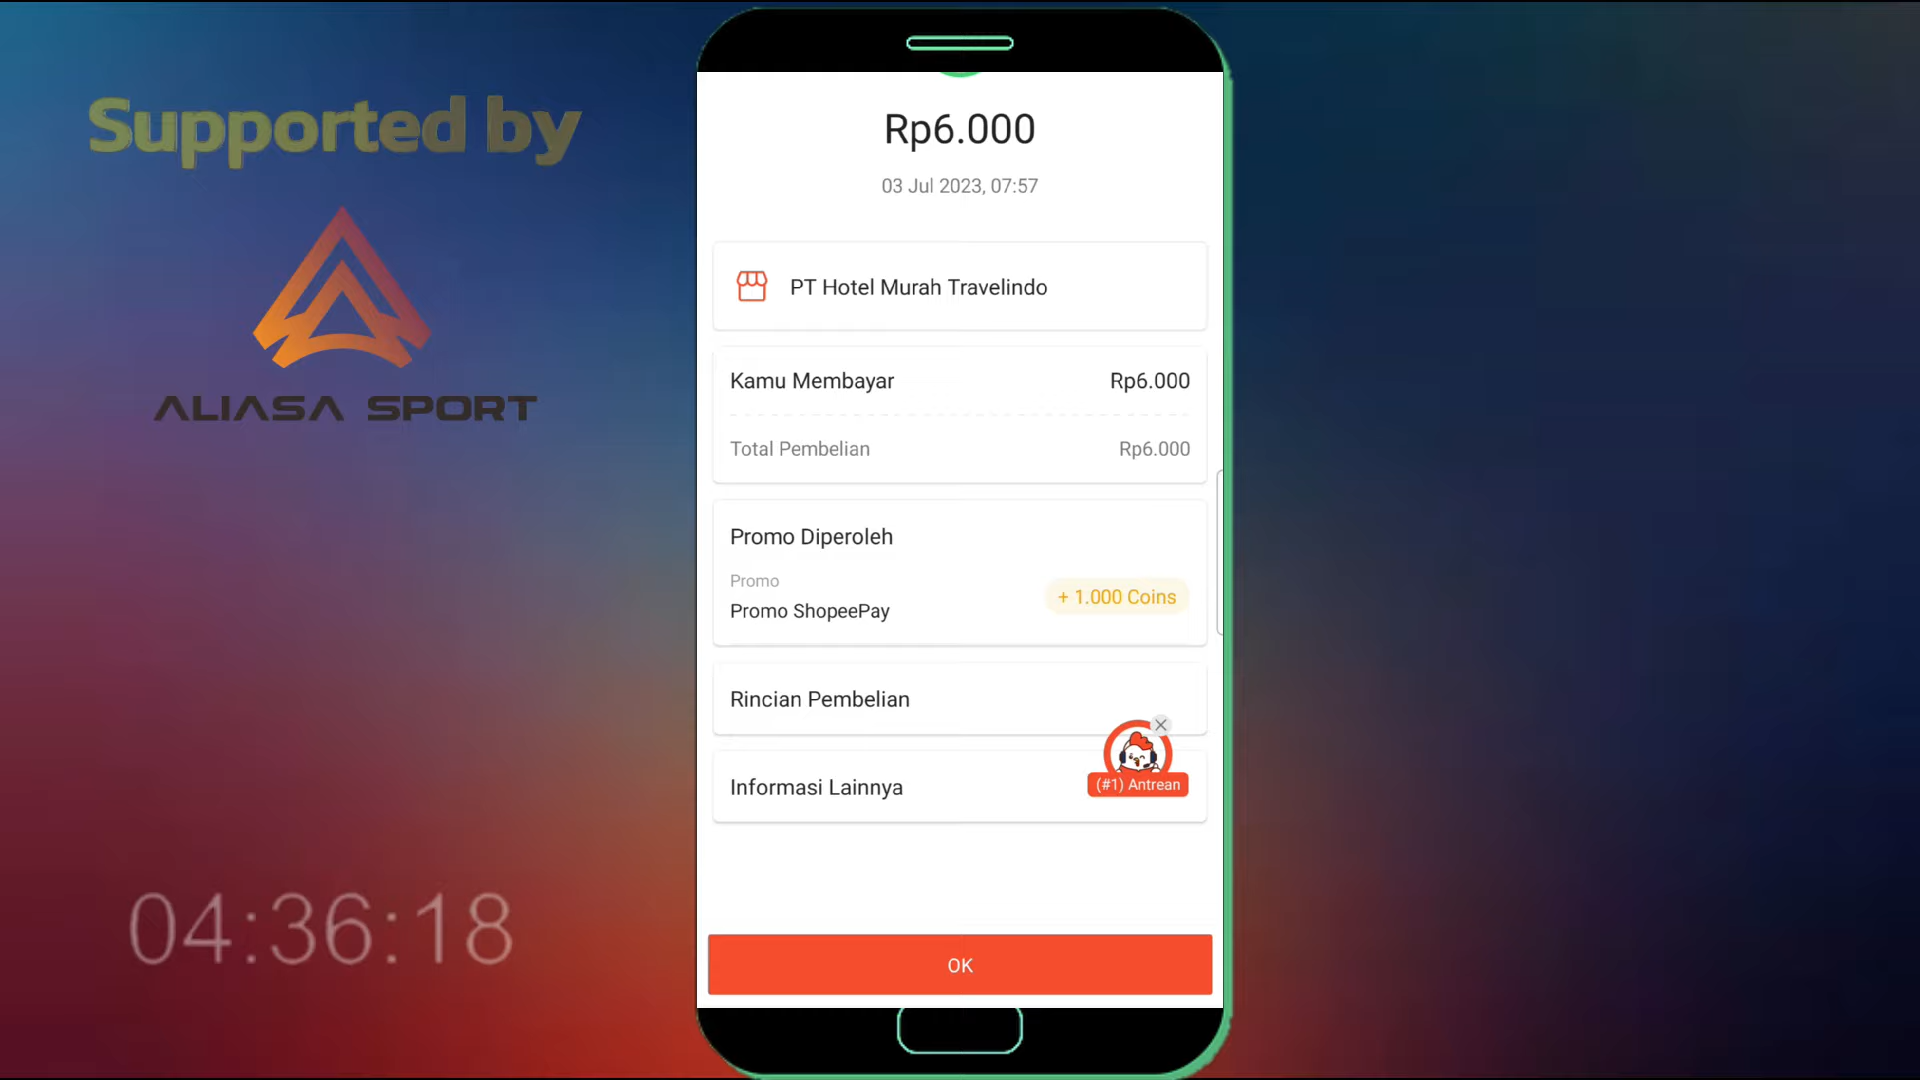 Supported by
ALIASA SPORT
04:36:18
Rp6.000
03 Jul 2023, 07:57
PT Hotel Murah Travelindo
Kamu Membayar Rp6.000
Total Pembelian Rp6.000
Promo Diperoleh
Promo
Promo ShopeePay
+ 1.000 Coins
Rincian Pembelian
Informasi Lainnya
(#1) Antrean
OK